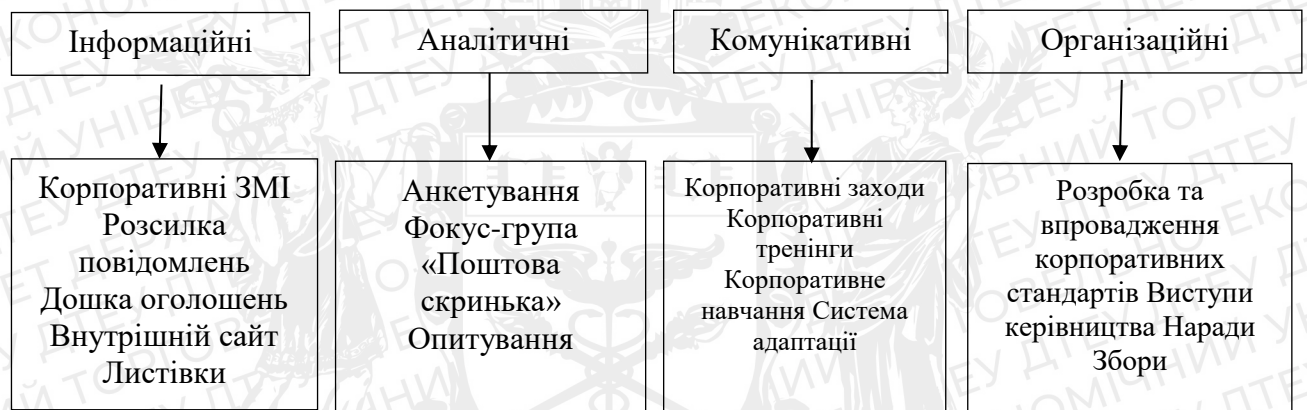 Інформаційні
Аналітичні
Комунікативні
Організаційні
Корпоративні ЗМІ
Розсилка
повідомлень
Дошка оголошень
Внутрішній сайт
Листівки
Анкетування
Фокус-група
«Поштова
скринька»
Опитування
Корпоративні заходи
Корпоративні
тренінги
Корпоративне
навчання Система
адаптації
Розробка та
впровадження
корпоративних
стандартів Виступи
керівництва Наради
Збори